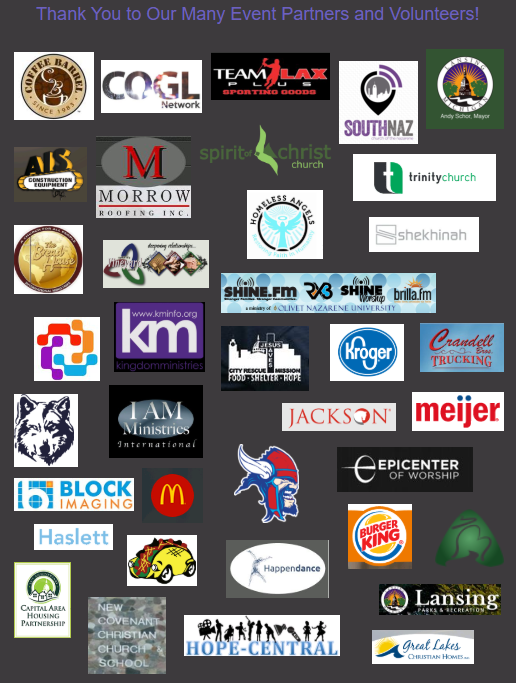 Thank You to Our Many Event Partners and Volunteers!
COFFEE BARREL
SINCE 1983
COGL
Network
TEAM LAX
PLUS
SPORTING GOODS
SOUTHNAZ
LANSING
MICHIGAN
Andy Schor, Mayor
AIS
CONSTRUCTION
EQUIPMENT
MORROW
ROOFING INC.
spirit of christ
church
t
trinitychurch
HOMELESS ANGELS
shekhinah
The
Bread
House
designing relationships...
SHINE.FM
RX3
SHINE
Worship
brilla.fm
a ministry of OLIVET NAZARENE UNIVERSITY
www.kminfo.org
km
kingdomministries
JESUS
SAVES
CITY RESCUE MISSION
FOOD·SHELTER·HOPE
Kroger
Crandell
Bros.
TRUCKING
I AM
Ministries
International
JACKSON
meijer
EPICENTER
OF WORSHIP
BLOCK
IMAGING
M
BURGER
KING
Haslett
Happendance
CAPITAL AREA
HOUSING
PARTNERSHIP
Lansing
PARKS & RECREATION
NEW
COVENANT
CHRISTIAN
CHURCH &
SCHOOL
HOPE-CENTRAL
Great Lakes
CHRISTIAN HOMES